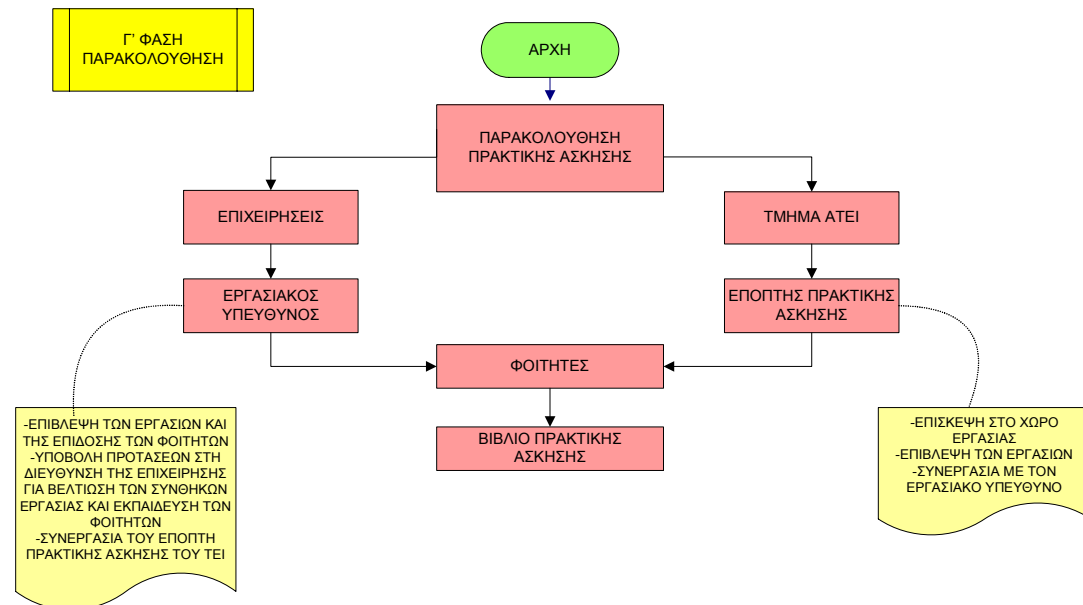 Γ' ΦΑΣΗ
ΠΑΡΑΚΟΛΟΥΘΗΣΗ
ΑΡΧΗ
ΠΑΡΑΚΟΛΟΥΘΗΣΗ
ΠΡΑΚΤΙΚΗΣ ΑΣΚΗΣΗΣ
ΕΠΙΧΕΙΡΗΣΕΙΣ
ΤΜΗΜΑ ΑΤΕΙ
ΕΡΓΑΣΙΑΚΟΣ
ΥΠΕΥΘΥΝΟΣ
ΕΠΟΠΤΗΣ ΠΡΑΚΤΙΚΗΣ
ΑΣΚΗΣΗΣ
ΦΟΙΤΗΤΕΣ
ΒΙΒΛΙΟ ΠΡΑΚΤΙΚΗΣ
ΑΣΚΗΣΗΣ
-ΕΠΙΒΛΕΨΗ ΤΩΝ ΕΡΓΑΣΙΩΝ ΚΑΙ
ΤΗΣ ΕΠΙΔΟΣΗΣ ΤΩΝ ΦΟΙΤΗΤΩΝ
-ΥΠΟΒΟΛΗ ΠΡΟΤΑΣΕΩΝ ΣΤΗ
ΔΙΕΥΘΥΝΣΗ ΤΗΣ ΕΠΙΧΕΙΡΗΣΗΣ
ΓΙΑ ΒΕΛΤΙΩΣΗ ΤΩΝ ΣΥΝΘΗΚΩΝ
ΕΡΓΑΣΙΑΣ ΚΑΙ ΕΚΠΑΙΔΕΥΣΗ ΤΩΝ
ΦΟΙΤΗΤΩΝ
-ΣΥΝΕΡΓΑΣΙΑ ΤΟΥ ΕΠΟΠΤΗ
ΠΡΑΚΤΙΚΗΣ ΑΣΚΗΣΗΣ ΤΟΥ ΤΕΙ
-ΕΠΙΣΚΕΨΗ ΣΤΟ ΧΩΡΟ
ΕΡΓΑΣΙΑΣ
-ΕΠΙΒΛΕΨΗ ΤΩΝ ΕΡΓΑΣΙΩΝ
-ΣΥΝΕΡΓΑΣΙΑ ΜΕ ΤΟΝ
ΕΡΓΑΣΙΑΚΟ ΥΠΕΥΘΥΝΟ